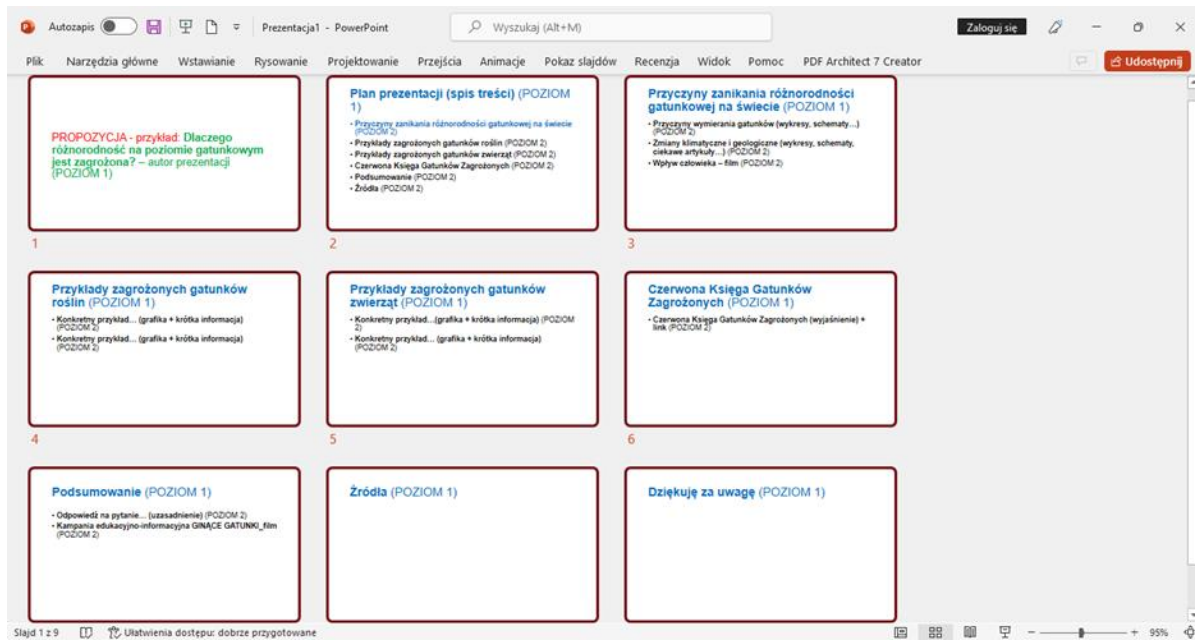 Autozapis
Prezentacja1 - PowerPoint
Wyszukaj (Alt+M)
Zaloguj się
Plik Narzędzia główne Wstawianie Rysowanie Projektowanie Przejścia Animacje Pokaz slajdów Recenzja Widok Pomoc PDF Architect 7 Creator
Udostępnij
PROPOZYCJA - przykład: Dlaczego
różnorodność na poziomie gatunkowym
jest zagrożona? – autor prezentacji
(POZIOM 1)
1
Plan prezentacji (spis treści) (POZIOM
1)
• Przyczyny zanikania różnorodności gatunkowej na świecie
(POZIOM 2)
• Przykłady zagrożonych gatunków roślin (POZIOM 2)
• Przykłady zagrożonych gatunków zwierząt (POZIOM 2)
• Czerwona Księga Gatunków Zagrożonych (POZIOM 2)
• Podsumowanie (POZIOM 2)
• Źródła (POZIOM 2)
2
Przyczyny zanikania różnorodności
gatunkowej na świecie (POZIOM 1)
• Przyczyny wymierania gatunków (wykresy, schematy…)
(POZIOM 2)
• Zmiany klimatyczne i geologiczne (wykresy, schematy,
ciekawe artykuły…) (POZIOM 2)
• Wpływ człowieka – film (POZIOM 2)
3
Przykłady zagrożonych gatunków
roślin (POZIOM 1)
• Konkretny przykład… (grafika + krótka informacja)
(POZIOM 2)
• Konkretny przykład… (grafika + krótka informacja)
(POZIOM 2)
4
Przykłady zagrożonych gatunków
zwierząt (POZIOM 1)
• Konkretny przykład…(grafika + krótka informacja) (POZIOM
2)
• Konkretny przykład… (grafika + krótka informacja)
(POZIOM 2)
5
Czerwona Księga Gatunków
Zagrożonych (POZIOM 1)
• Czerwona Księga Gatunków Zagrożonych (wyjaśnienie) +
link (POZIOM 2)
6
Podsumowanie (POZIOM 1)
• Odpowiedź na pytanie… (uzasadnienie) (POZIOM 2)
• Kampania edukacyjno-informacyjna GINĄCE GATUNKI_film
(POZIOM 2)
Źródła (POZIOM 1)
Dziękuję za uwagę (POZIOM 1)
Slajd 1 z 9
Ułatwienia dostępu: dobrze przygotowane
95%